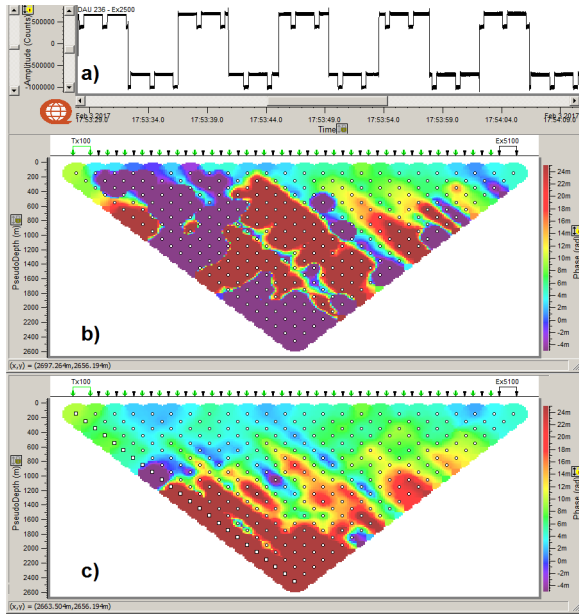 DAU 236 - Ex2500
a)
Amplitude (Counts)
500000
0
-500000
-1000000
Feb 3 2017
17:53:29.0
17:53:34.0
17:53:39.0
17:53:44.0
17:53:49.0
17:53:54.0
17:53:59.0
17:54:04.0
Feb 3 2017
17:54:09.0
Time
Tx100
Ex5100
PseudoDepth (m)
0
200
400
600
800
1000
1200
1400
1600
1800
2000
2200
2400
2600
b)
24m
22m
20m
18m
16m
14m
12m
10m
8m
6m
4m
2m
0m
-2m
-4m
(x,y) = (2697.264m,2656.194m)
Tx100
Ex5100
PseudoDepth (m)
0
200
400
600
800
1000
1200
1400
1600
1800
2000
2200
2400
2600
c)
24m
22m
20m
18m
16m
14m
12m
10m
8m
6m
4m
2m
0m
-2m
-4m
(x,y) = (2663.504m,2656.194m)